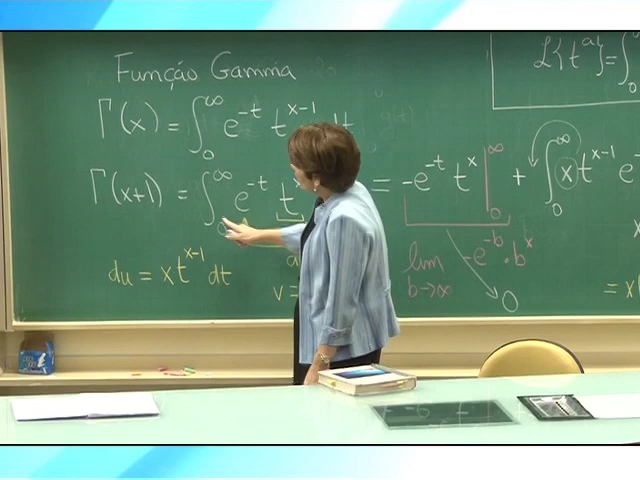 Função Gamma
Γ(x) = ∫₀^∞ e^{-t} t^{x-1} dt
Γ(x+1) = ∫₀^∞ e^{-t} t = -e^{-t} t^x |₀^∞ + ∫₀^∞ x t^{x-1} e
du = x t^{x-1} dt
v =
lim b→∞ -e^{-b} · b^x
0
L{t^a} = ∫₀
= x